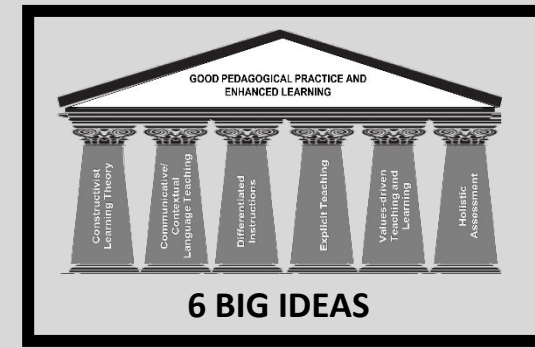 GOOD PEDAGOGICAL PRACTICE AND
ENHANCED LEARNING
Constructivist
Learning Theory
Communicative/
Contextual
Language Teaching
Differentiated
Instructions
Explicit Teaching
Values-driven
Teaching and
Learning
Holistic
Assessment
6 BIG IDEAS